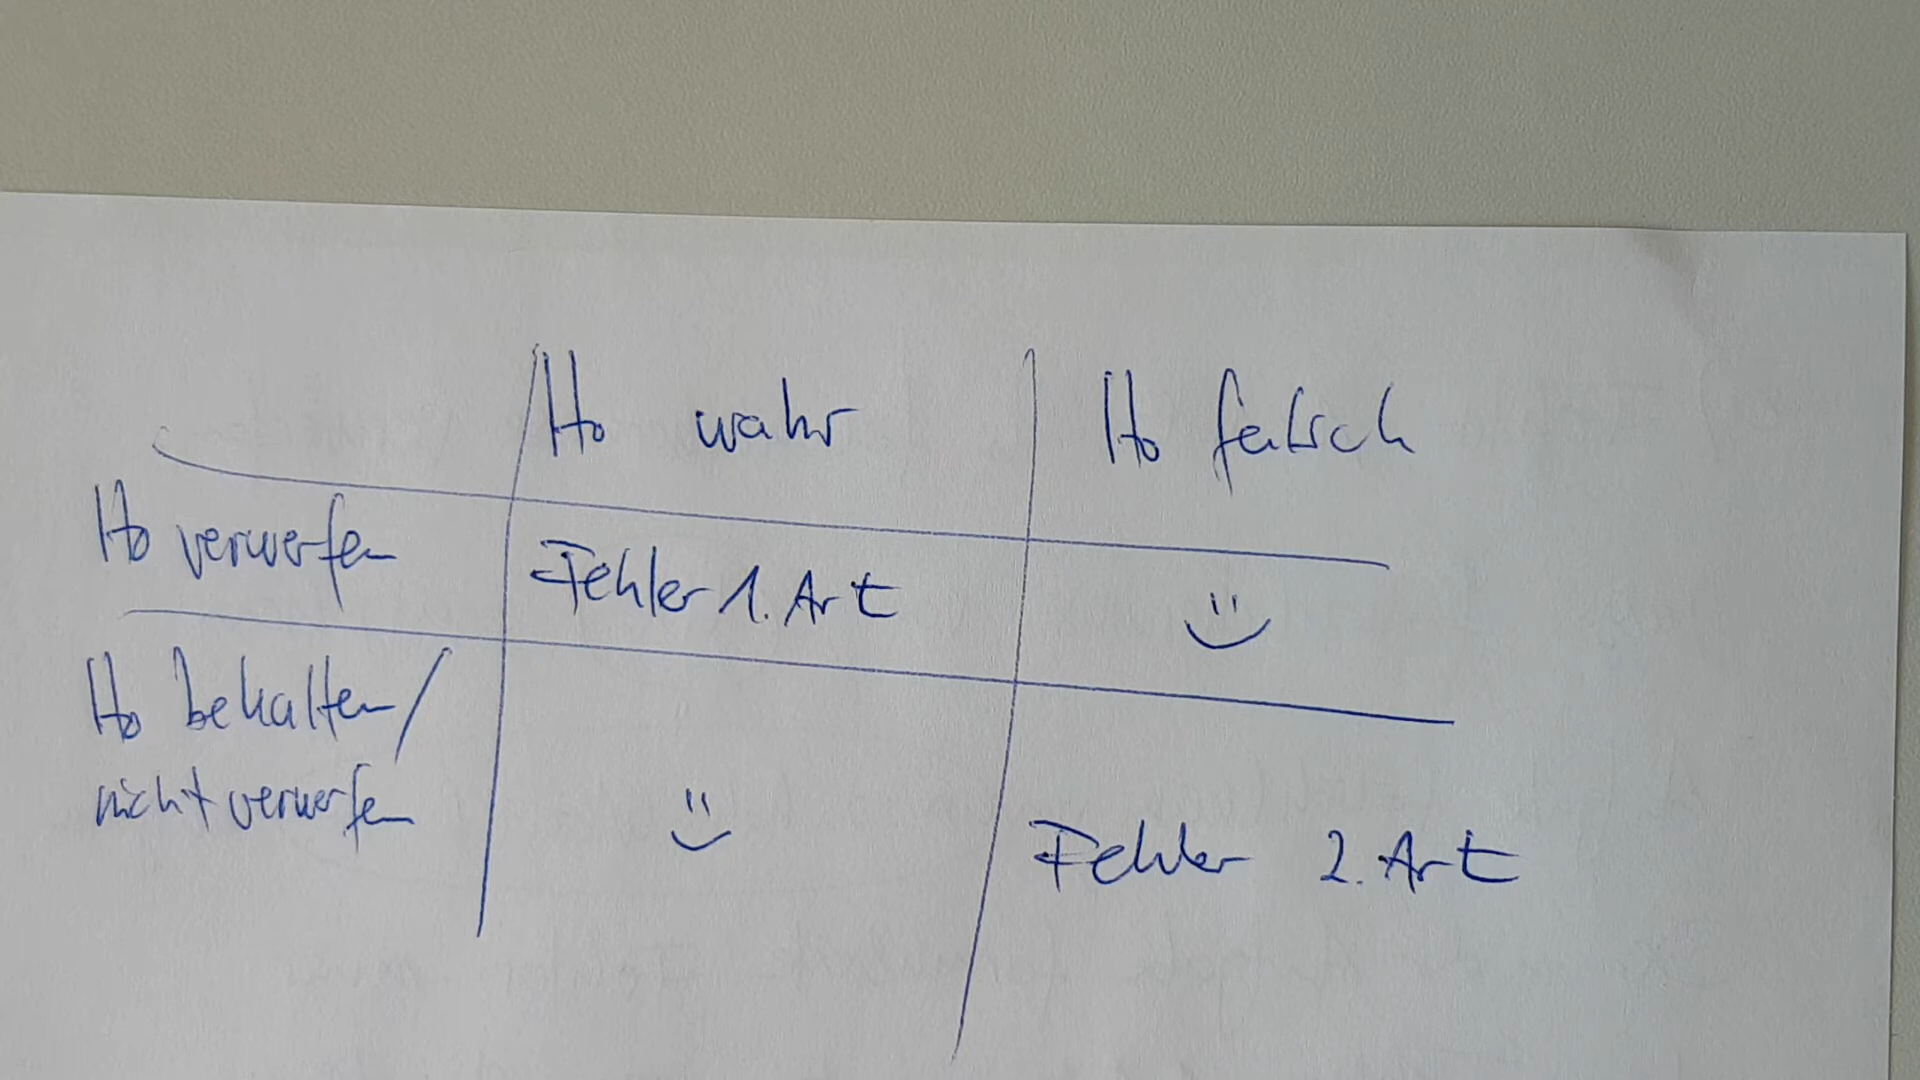 H0 wahr H0 falsch
H0 verwerfen Fehler 1. Art
H0 behalten/
nicht verwerfen
Fehler 2. Art